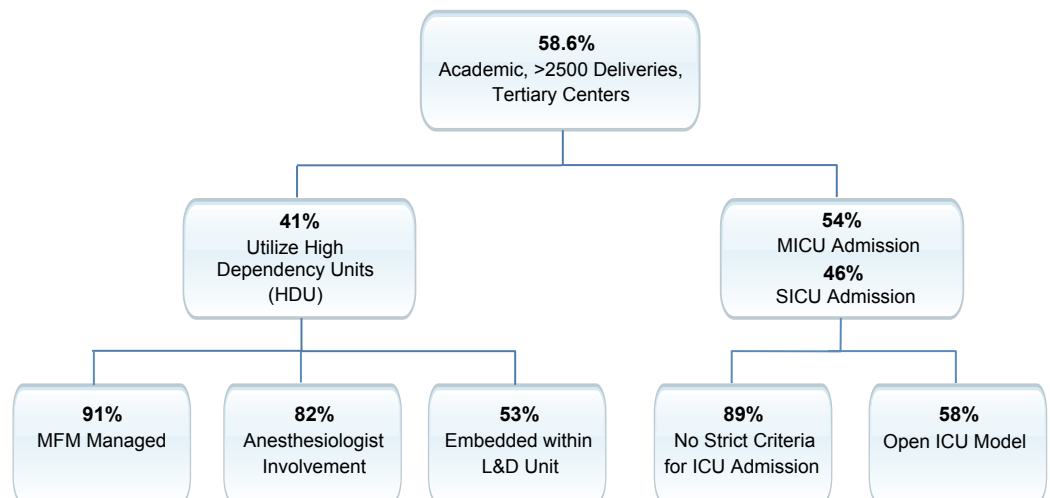 58.6%
Academic, >2500 Deliveries,
Tertiary Centers
41%
Utilize High
Dependency Units
(HDU)
54%
MICU Admission
46%
SICU Admission
91%
MFM Managed
82%
Anesthesiologist
Involvement
53%
Embedded within
L&D Unit
89%
No Strict Criteria
for ICU Admission
58%
Open ICU Model